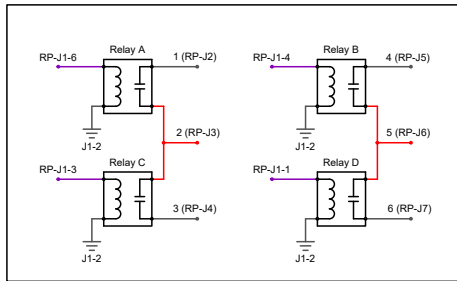 Relay A
RP-J1-6
1 (RP-J2)
J1-2
2 (RP-J3)
Relay C
RP-J1-3
3 (RP-J4)
J1-2
Relay B
RP-J1-4
4 (RP-J5)
J1-2
5 (RP-J6)
Relay D
RP-J1-1
6 (RP-J7)
J1-2